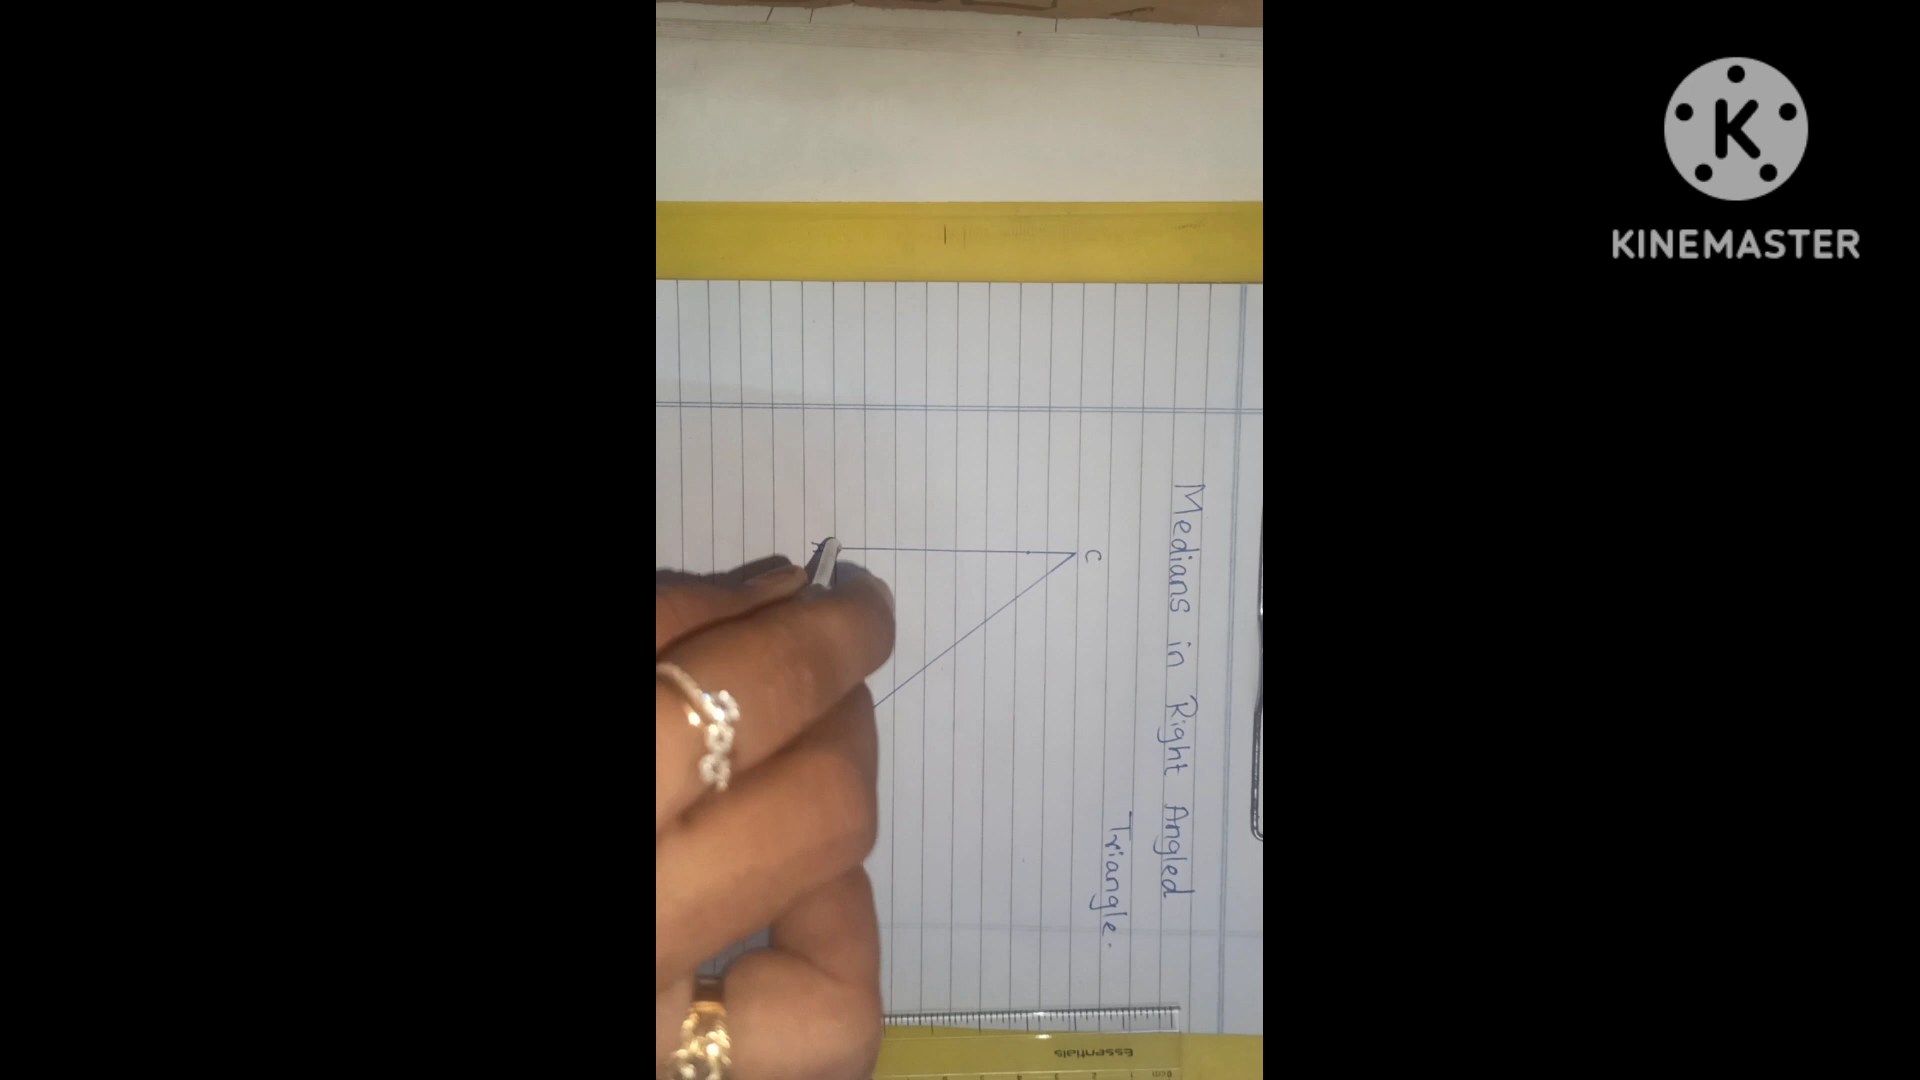 Medians in Right Angled
Triangle.
C
Essentials
KINEMASTER